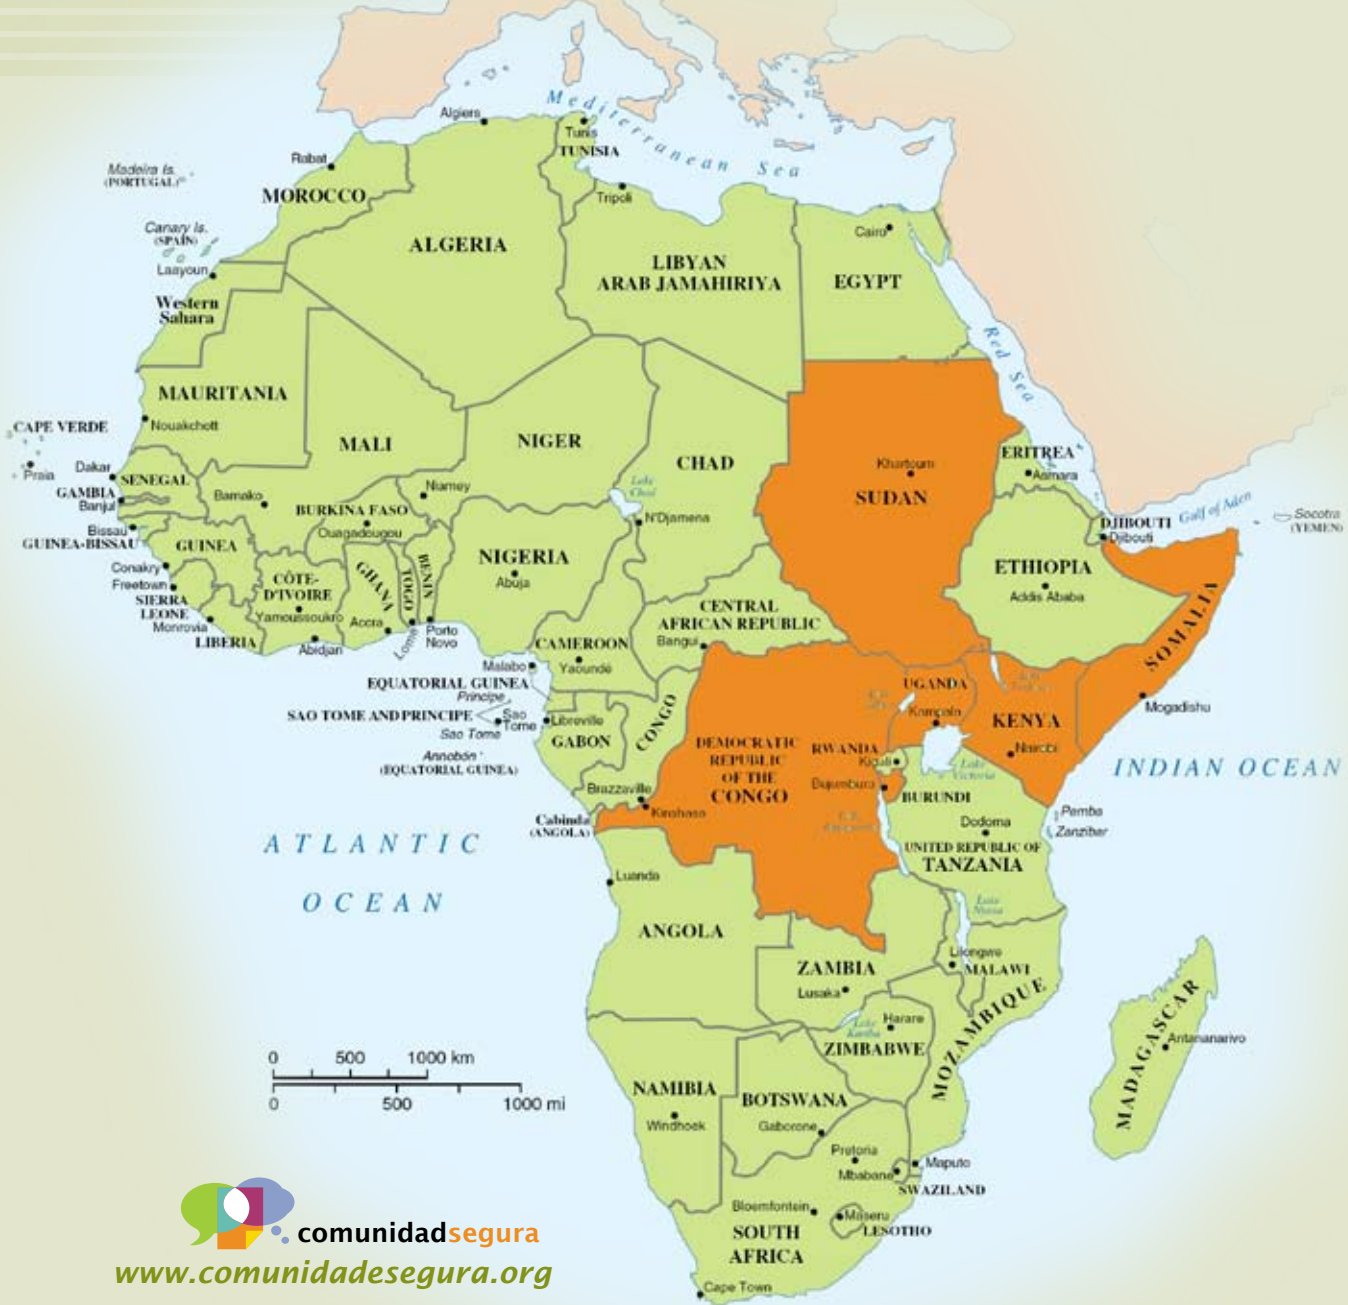 Mediterranean Sea
Algiers
Tunis
TUNISIA
Rabat
Madeira Is.
(PORTUGAL)
MOROCCO
Tripoli
Canary Is.
(SPAIN)
Laayoun
ALGERIA
Cairo
LIBYAN
ARAB JAMAHIRIYA
EGYPT
Western
Sahara
Red Sea
MAURITANIA
Nouakchott
CAPE VERDE
Praia
MALI
NIGER
CHAD
Khartoum
SUDAN
ERITREA
Asmara
Dakar
SENEGAL
GAMBIA
Banjul
Bamako
Niamey
Lake
Chad
BURKINA FASO
Ouagadougou
N'Djamena
Bissau
GUINEA-BISSAU
GUINEA
DJIBOUTI
Djibouti
Gulf of Aden
Socotra
(YEMEN)
Conakry
Freetown
SIERRA
LEONE
Monrovia
LIBERIA
CÔTE-
D'IVOIRE
Yamoussoukro
Abidjan
GHANA
Accra
TOGO
Lome
BENIN
Porto
Novo
NIGERIA
Abuja
ETHIOPIA
Addis Ababa
SOMALIA
Mogadishu
CENTRAL
AFRICAN REPUBLIC
Bangui
CAMEROON
Yaoundé
Malabo
EQUATORIAL GUINEA
Principe
SAO TOME AND PRINCIPE
Sao
Tome
Sao Tome
Annobón
(EQUATORIAL GUINEA)
Libreville
GABON
CONGO
Brazzaville
UGANDA
Kampala
KENYA
Nairobi
DEMOCRATIC
REPUBLIC
OF THE
CONGO
Kinshasa
RWANDA
Kigali
Bujumbura
BURUNDI
Lake
Victoria
INDIAN OCEAN
Cabinda
(ANGOLA)
Dodoma
Pemba
Zanzibar
UNITED REPUBLIC OF
TANZANIA
ATLANTIC
OCEAN
Luanda
ANGOLA
Lake
Nyasa
ZAMBIA
Lusaka
Lilongwe
MALAWI
MOZAMBIQUE
Lake
Kariba
Harare
ZIMBABWE
MADAGASCAR
Antananarivo
0 500 1000 km
0 500 1000 mi
NAMIBIA
Windhoek
BOTSWANA
Gaborone
Pretoria
Mbabane
Maputo
SWAZILAND
Bloemfontein
Maseru
LESOTHO
SOUTH
AFRICA
Cape Town
comunidadsegura
www.comunidadesegura.org